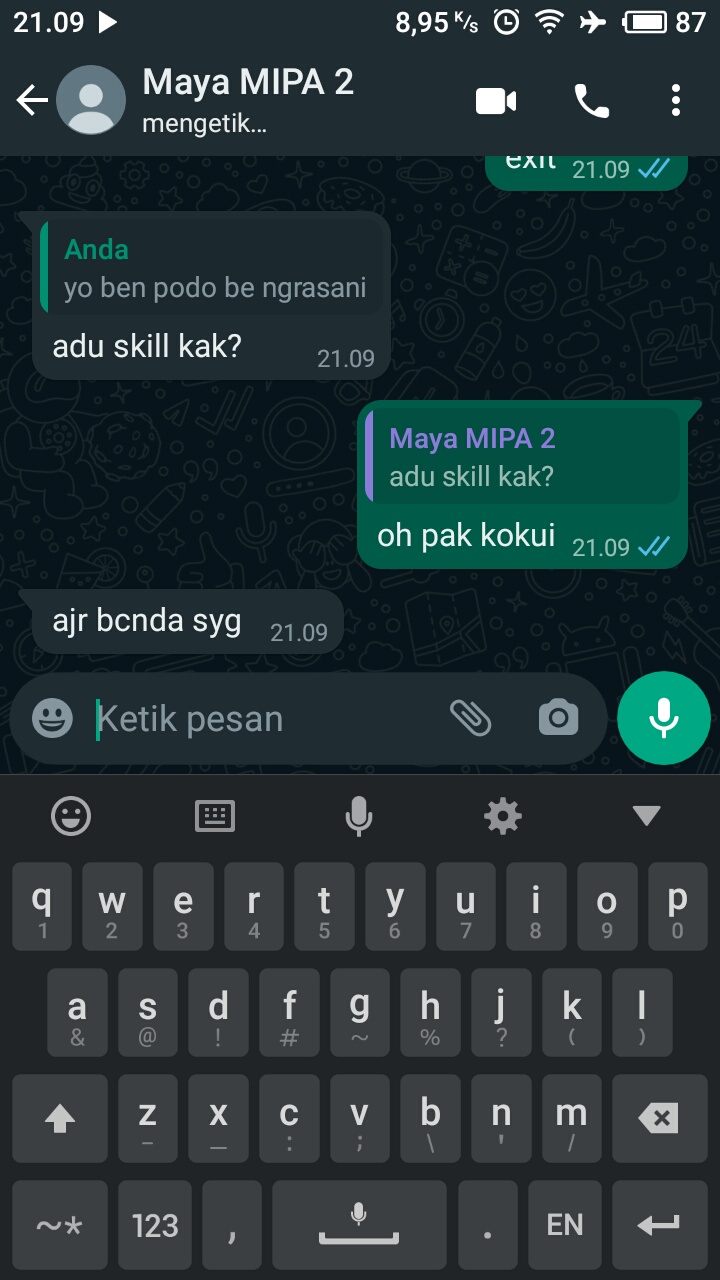 21.09
8,95 K/s
87
Maya MIPA 2
mengetik...
exit 21.09
Anda
yo ben podo be ngrasani
adu skill kak? 21.09
Maya MIPA 2
adu skill kak?
oh pak kokui 21.09
ajr bcnda syg 21.09
Ketik pesan
q w e r t y u i o p
1 2 3 4 5 6 7 8 9 0
a s d f g h j k l
& @ ! # ~ % ? ( )
z x c v b n m
– _ : ; \ ' /
~* 123 , . EN